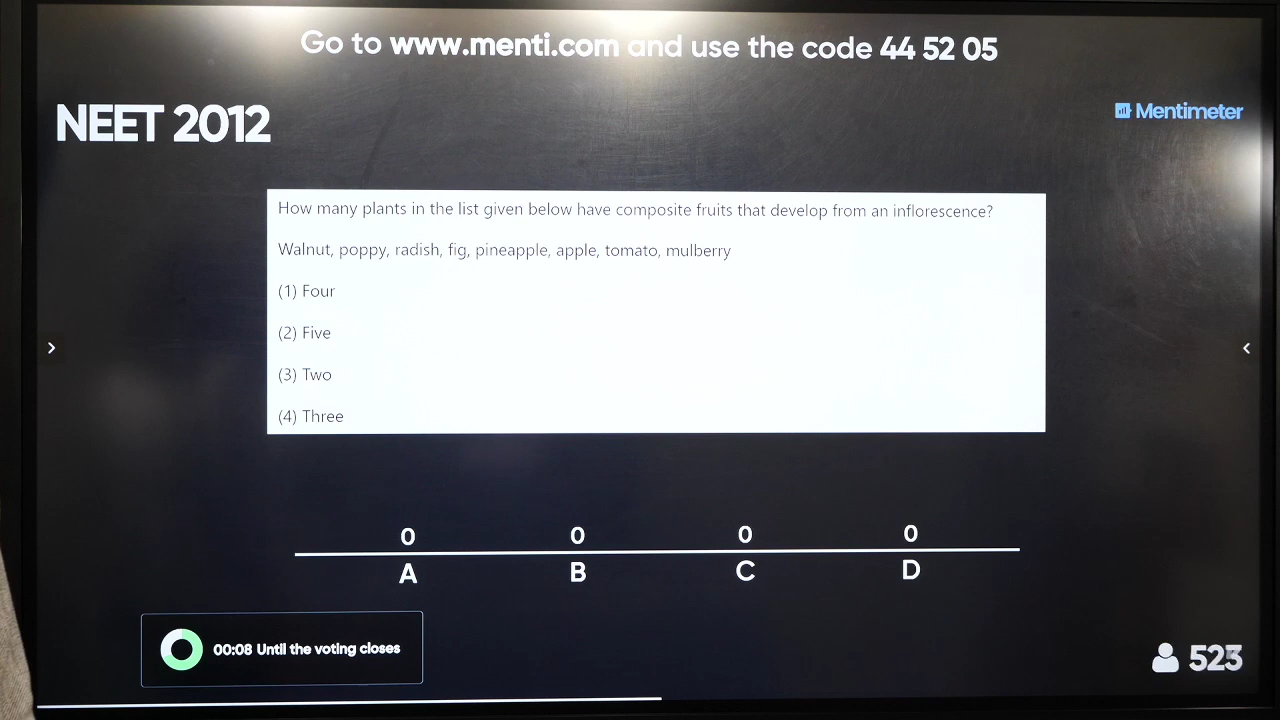 Go to www.menti.com and use the code 44 52 05
NEET 2012
Mentimeter
How many plants in the list given below have composite fruits that develop from an inflorescence?
Walnut, poppy, radish, fig, pineapple, apple, tomato, mulberry
(1) Four
(2) Five
(3) Two
(4) Three
0 0 0 0
A B C D
00:08 Until the voting closes
523